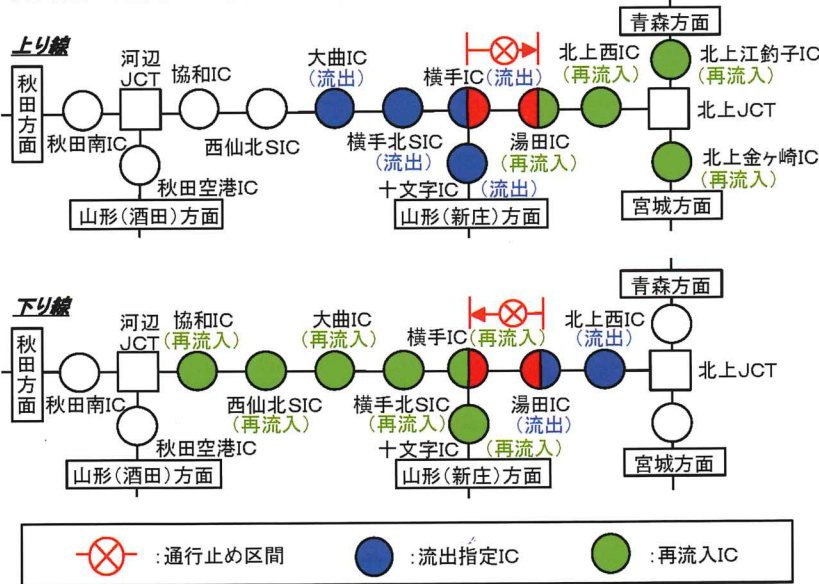 上り線
秋田方面
秋田南IC
河辺
JCT
秋田空港IC
山形(酒田)方面
協和IC
西仙北SIC
大曲IC
(流出)
横手北SIC
(流出)
横手IC(流出)
十文字IC
(流出)
山形(新庄)方面
湯田IC
(再流入)
北上西IC
(再流入)
青森方面
北上江釣子IC
(再流入)
北上JCT
北上金ヶ崎IC
(再流入)
宮城方面
下り線
秋田方面
秋田南IC
河辺
JCT
秋田空港IC
山形(酒田)方面
協和IC
(再流入)
西仙北SIC
(再流入)
大曲IC
(再流入)
横手北SIC
(再流入)
横手IC(再流入)
十文字IC
(再流入)
山形(新庄)方面
湯田IC
(流出)
北上西IC
(流出)
青森方面
北上JCT
宮城方面
:通行止め区間
:流出指定IC
:再流入IC